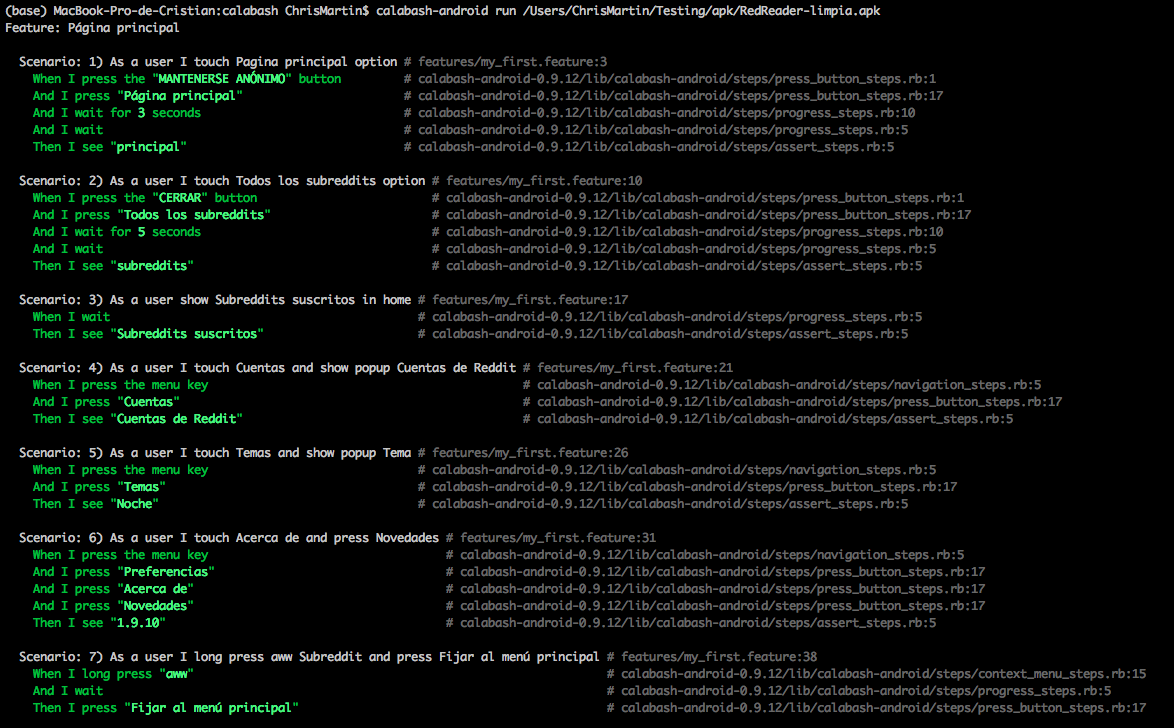 (base) MacBook-Pro-de-Cristian:calabash ChrisMartin$ calabash-android run /Users/ChrisMartin/Testing/apk/RedReader-limpia.apk
Feature: Página principal
Scenario: 1) As a user I touch Pagina principal option # features/my_first.feature:3
When I press the "MANTENERSE ANÓNIMO" button # calabash-android-0.9.12/lib/calabash-android/steps/press_button_steps.rb:1
And I press "Página principal" # calabash-android-0.9.12/lib/calabash-android/steps/press_button_steps.rb:17
And I wait for 3 seconds # calabash-android-0.9.12/lib/calabash-android/steps/progress_steps.rb:10
And I wait # calabash-android-0.9.12/lib/calabash-android/steps/progress_steps.rb:5
Then I see "principal" # calabash-android-0.9.12/lib/calabash-android/steps/assert_steps.rb:5
Scenario: 2) As a user I touch Todos los subreddits option # features/my_first.feature:10
When I press the "CERRAR" button # calabash-android-0.9.12/lib/calabash-android/steps/press_button_steps.rb:1
And I press "Todos los subreddits" # calabash-android-0.9.12/lib/calabash-android/steps/press_button_steps.rb:17
And I wait for 5 seconds # calabash-android-0.9.12/lib/calabash-android/steps/progress_steps.rb:10
And I wait # calabash-android-0.9.12/lib/calabash-android/steps/progress_steps.rb:5
Then I see "subreddits" # calabash-android-0.9.12/lib/calabash-android/steps/assert_steps.rb:5
Scenario: 3) As a user show Subreddits suscritos in home # features/my_first.feature:17
When I wait # calabash-android-0.9.12/lib/calabash-android/steps/progress_steps.rb:5
Then I see "Subreddits suscritos" # calabash-android-0.9.12/lib/calabash-android/steps/assert_steps.rb:5
Scenario: 4) As a user I touch Cuentas and show popup Cuentas de Reddit # features/my_first.feature:21
When I press the menu key # calabash-android-0.9.12/lib/calabash-android/steps/navigation_steps.rb:5
And I press "Cuentas" # calabash-android-0.9.12/lib/calabash-android/steps/press_button_steps.rb:17
Then I see "Cuentas de Reddit" # calabash-android-0.9.12/lib/calabash-android/steps/assert_steps.rb:5
Scenario: 5) As a user I touch Temas and show popup Tema # features/my_first.feature:26
When I press the menu key # calabash-android-0.9.12/lib/calabash-android/steps/navigation_steps.rb:5
And I press "Temas" # calabash-android-0.9.12/lib/calabash-android/steps/press_button_steps.rb:17
Then I see "Noche" # calabash-android-0.9.12/lib/calabash-android/steps/assert_steps.rb:5
Scenario: 6) As a user I touch Acerca de and press Novedades # features/my_first.feature:31
When I press the menu key # calabash-android-0.9.12/lib/calabash-android/steps/navigation_steps.rb:5
And I press "Preferencias" # calabash-android-0.9.12/lib/calabash-android/steps/press_button_steps.rb:17
And I press "Acerca de" # calabash-android-0.9.12/lib/calabash-android/steps/press_button_steps.rb:17
And I press "Novedades" # calabash-android-0.9.12/lib/calabash-android/steps/press_button_steps.rb:17
Then I see "1.9.10" # calabash-android-0.9.12/lib/calabash-android/steps/assert_steps.rb:5
Scenario: 7) As a user I long press aww Subreddit and press Fijar al menú principal # features/my_first.feature:38
When I long press "aww" # calabash-android-0.9.12/lib/calabash-android/steps/context_menu_steps.rb:15
And I wait # calabash-android-0.9.12/lib/calabash-android/steps/progress_steps.rb:5
Then I press "Fijar al menú principal" # calabash-android-0.9.12/lib/calabash-android/steps/press_button_steps.rb:17